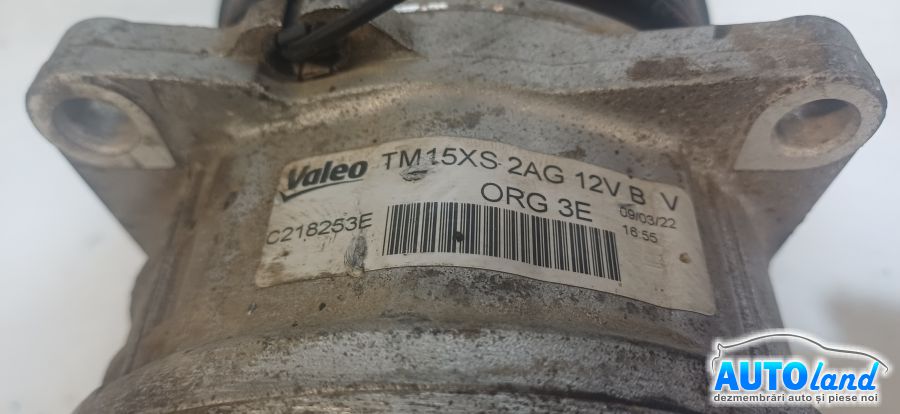 Valeo TM15XS 2AG 12V B V
ORG 3E
C218253E
09/03/22
16 55
AUTOland
dezmembrări auto și piese noi